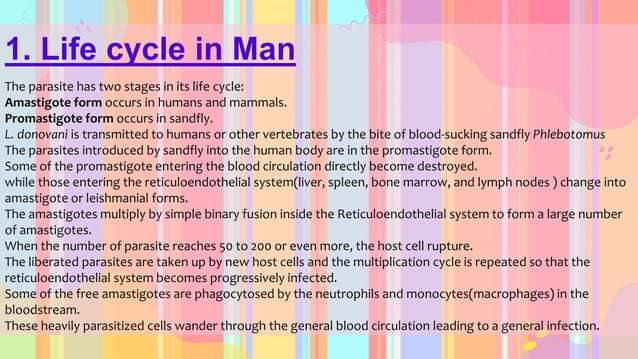 1. Life cycle in Man
The parasite has two stages in its life cycle:
Amastigote form occurs in humans and mammals.
Promastigote form occurs in sandfly.
L. donovani is transmitted to humans or other vertebrates by the bite of blood-sucking sandfly Phlebotomus
The parasites introduced by sandfly into the human body are in the promastigote form.
Some of the promastigote entering the blood circulation directly become destroyed.
while those entering the reticuloendothelial system(liver, spleen, bone marrow, and lymph nodes ) change into
amastigote or leishmanial forms.
The amastigotes multiply by simple binary fusion inside the Reticuloendothelial system to form a large number
of amastigotes.
When the number of parasite reaches 50 to 200 or even more, the host cell rupture.
The liberated parasites are taken up by new host cells and the multiplication cycle is repeated so that the
reticuloendothelial system becomes progressively infected.
Some of the free amastigotes are phagocytosed by the neutrophils and monocytes(macrophages) in the
bloodstream.
These heavily parasitized cells wander through the general blood circulation leading to a general infection.